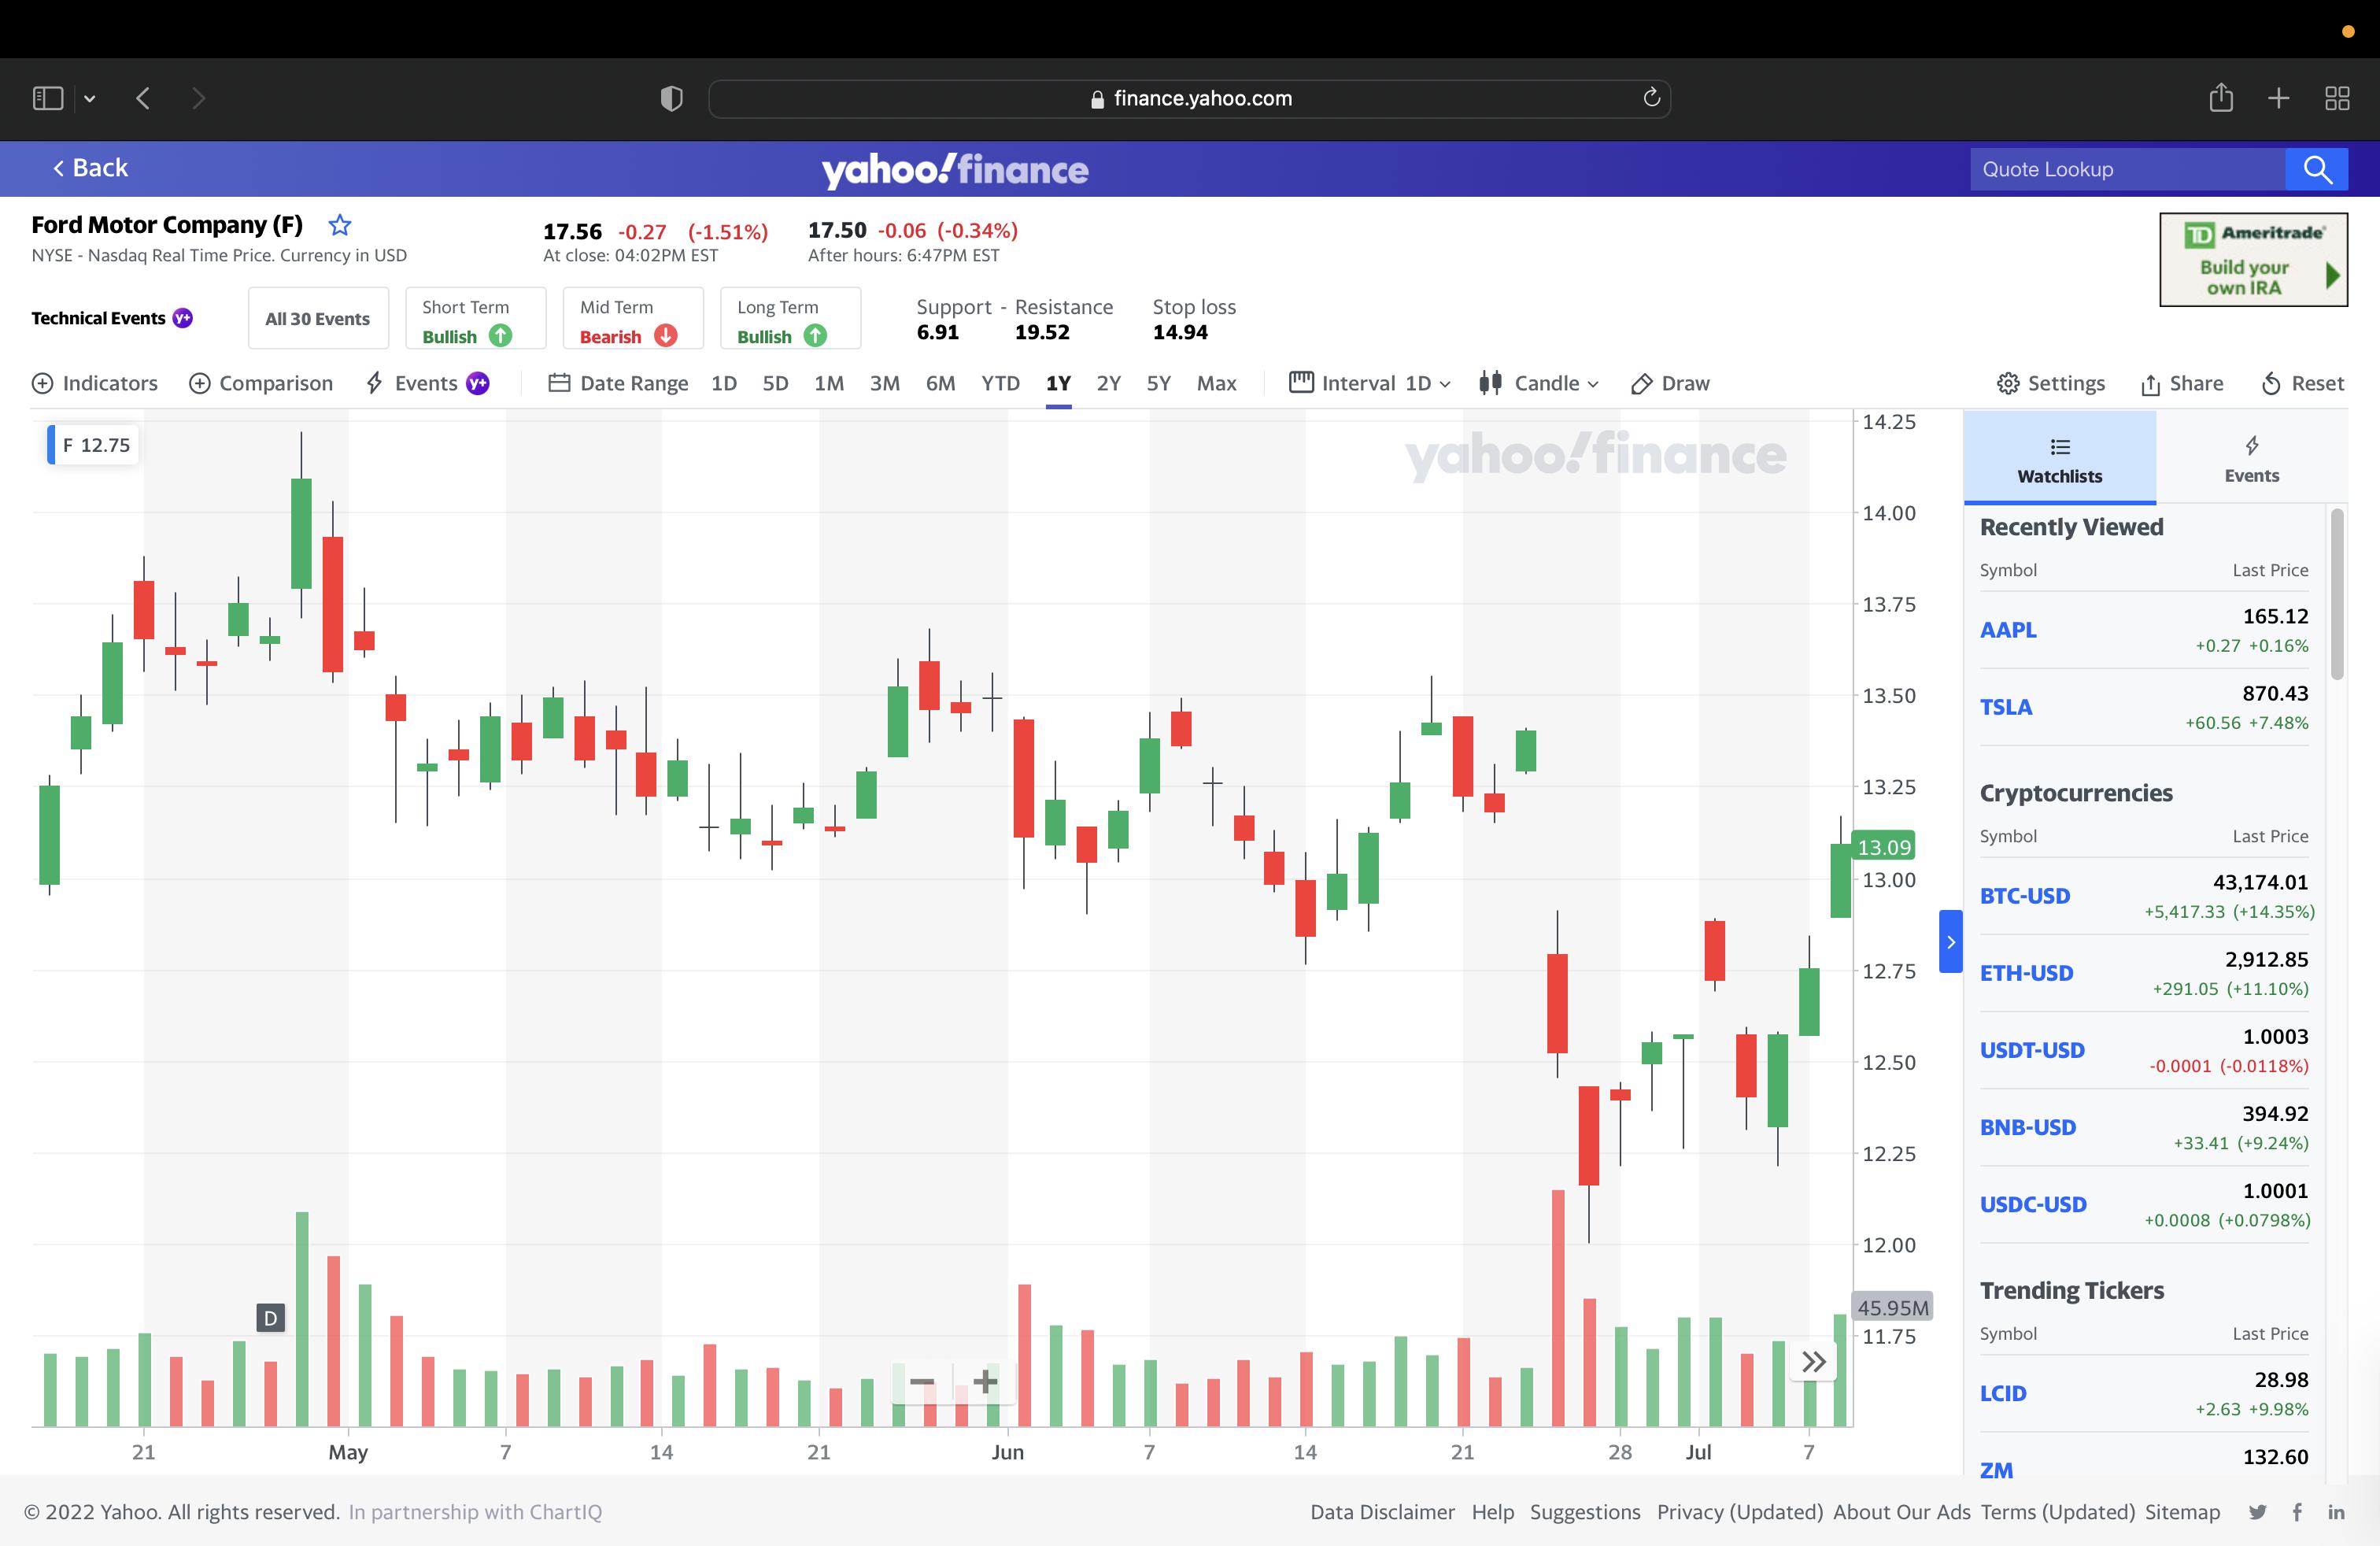 finance.yahoo.com
Back
yahoo!finance
Quote Lookup
Ford Motor Company (F)
NYSE - Nasdaq Real Time Price. Currency in USD
17.56 -0.27 (-1.51%)
At close: 04:02PM EST
17.50 -0.06 (-0.34%)
After hours: 6:47PM EST
TD Ameritrade
Build your
own IRA
Technical Events y+
All 30 Events
Short Term
Bullish
Mid Term
Bearish
Long Term
Bullish
Support - Resistance
6.91 19.52
Stop loss
14.94
Indicators Comparison Events y+ Date Range 1D 5D 1M 3M 6M YTD 1Y 2Y 5Y Max Interval 1D Candle Draw Settings Share Reset
F 12.75
yahoo!finance
14.25
14.00
13.75
13.50
13.25
13.09
13.00
12.75
12.50
12.25
12.00
45.95M
11.75
D
21 May 7 14 21 Jun 7 14 21 28 Jul 7
Watchlists
Events
Recently Viewed
Symbol Last Price
AAPL 165.12
+0.27 +0.16%
TSLA 870.43
+60.56 +7.48%
Cryptocurrencies
Symbol Last Price
BTC-USD 43,174.01
+5,417.33 (+14.35%)
ETH-USD 2,912.85
+291.05 (+11.10%)
USDT-USD 1.0003
-0.0001 (-0.0118%)
BNB-USD 394.92
+33.41 (+9.24%)
USDC-USD 1.0001
+0.0008 (+0.0798%)
Trending Tickers
Symbol Last Price
LCID 28.98
+2.63 +9.98%
ZM 132.60
© 2022 Yahoo. All rights reserved. In partnership with ChartIQ
Data Disclaimer Help Suggestions Privacy (Updated) About Our Ads Terms (Updated) Sitemap